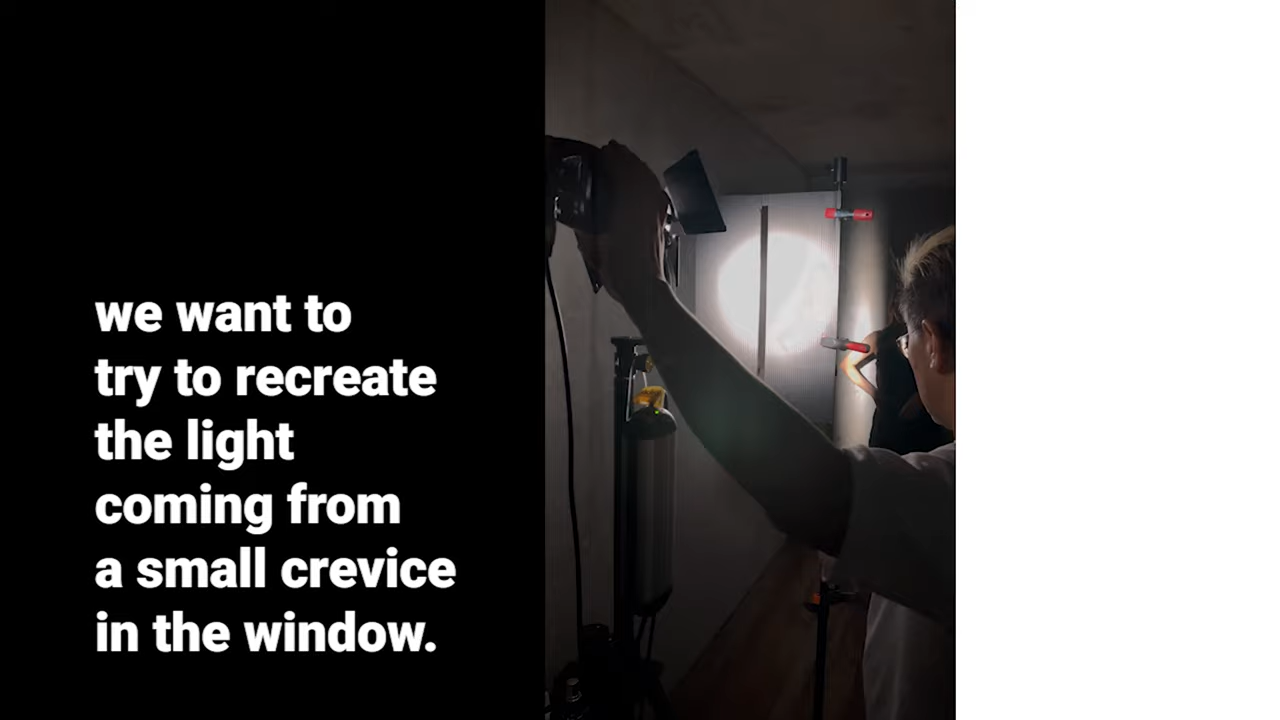 we want to
try to recreate
the light
coming from
a small crevice
in the window.